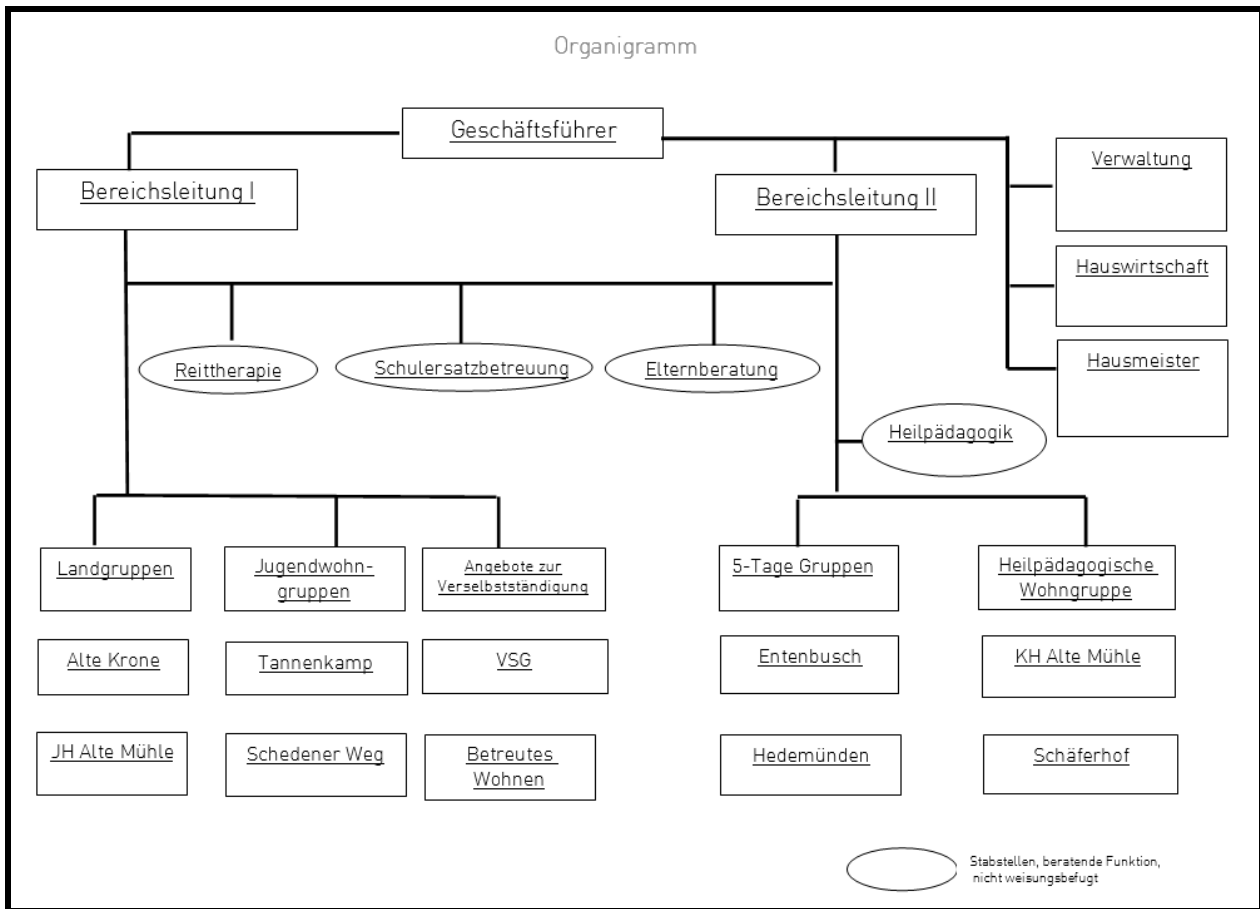 Organigramm
Geschäftsführer
Bereichsleitung I
Bereichsleitung II
Verwaltung
Hauswirtschaft
Hausmeister
Reittherapie
Schulersatzbetreuung
Elternberatung
Heilpädagogik
Landgruppen
Jugendwohn-
gruppen
Angebote zur
Verselbstständigung
5-Tage Gruppen
Heilpädagogische
Wohngruppe
Alte Krone
Tannenkamp
VSG
Entenbusch
KH Alte Mühle
JH Alte Mühle
Schedener Weg
Betreutes
Wohnen
Hedemünden
Schäferhof
Stabstellen, beratende Funktion,
nicht weisungsbefugt